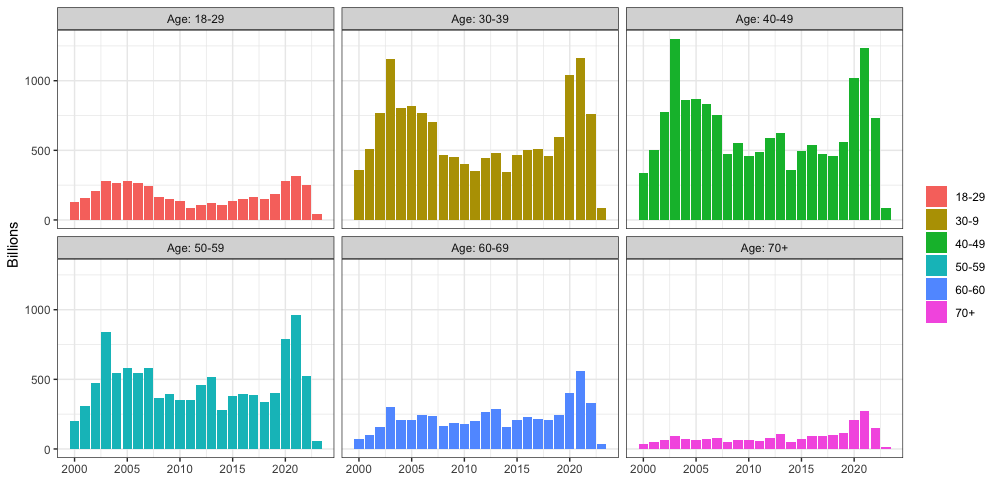 Age: 18-29
Age: 30-39
Age: 40-49
1000
500
0
Billions
Age: 50-59
Age: 60-69
Age: 70+
1000
500
0
2000 2005 2010 2015 2020
2000 2005 2010 2015 2020
2000 2005 2010 2015 2020
18-29
30-9
40-49
50-59
60-60
70+